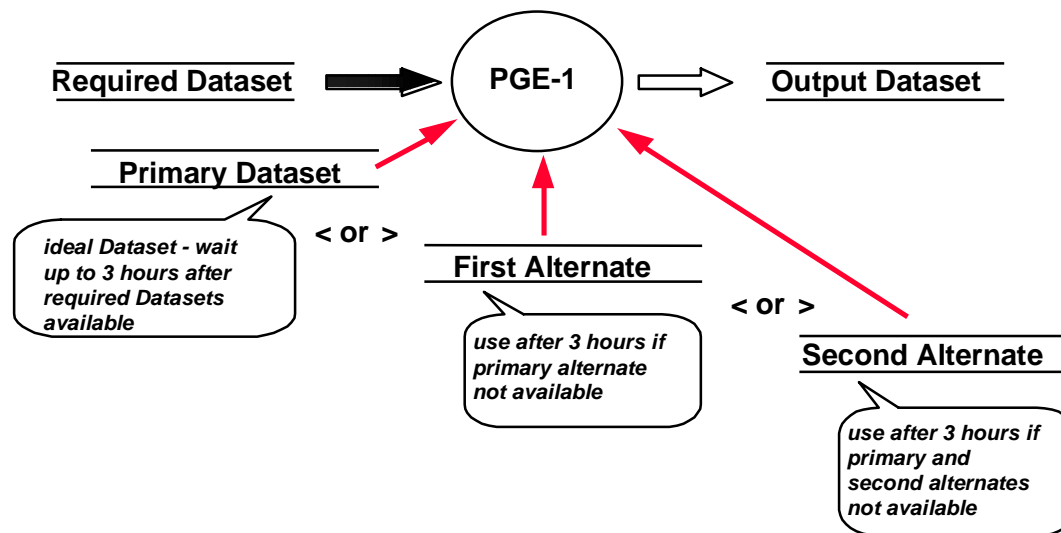 Required Dataset
PGE-1
Output Dataset
Primary Dataset
ideal Dataset - wait
up to 3 hours after
required Datasets
available
< or >
First Alternate
use after 3 hours if
primary alternate
not available
< or >
Second Alternate
use after 3 hours if
primary and
second alternates
not available